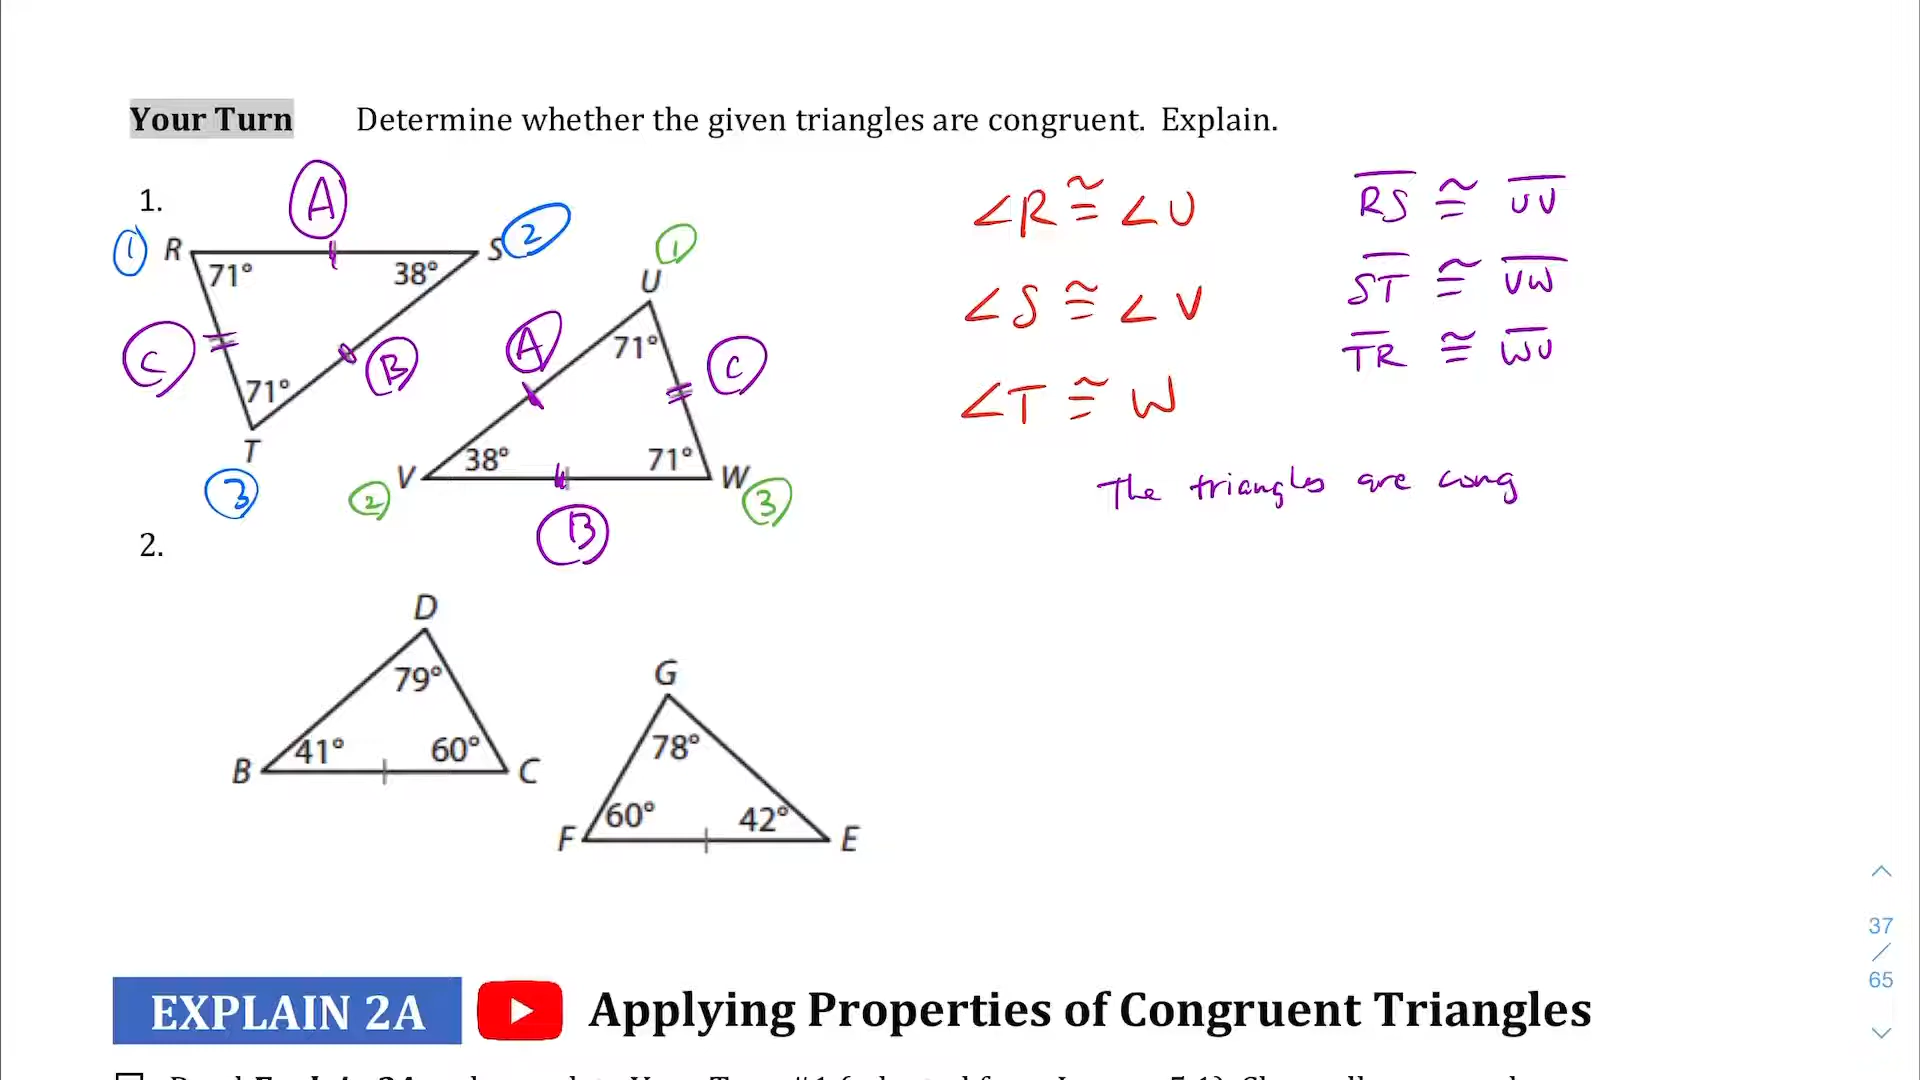 Your Turn Determine whether the given triangles are congruent. Explain.
1.
A
1 R S 2
71° 38°
C
B
71°
T
3
1
U
A
71°
C
38° 71°
V W
2 3
B
∠R ≅ ∠U
∠S ≅ ∠V
∠T ≅ W
RS ≅ UV
ST ≅ VW
TR ≅ WU
The triangles are cong
2.
D
79°
41° 60°
B C
G
78°
60° 42°
F E
EXPLAIN 2A Applying Properties of Congruent Triangles
37
/
65